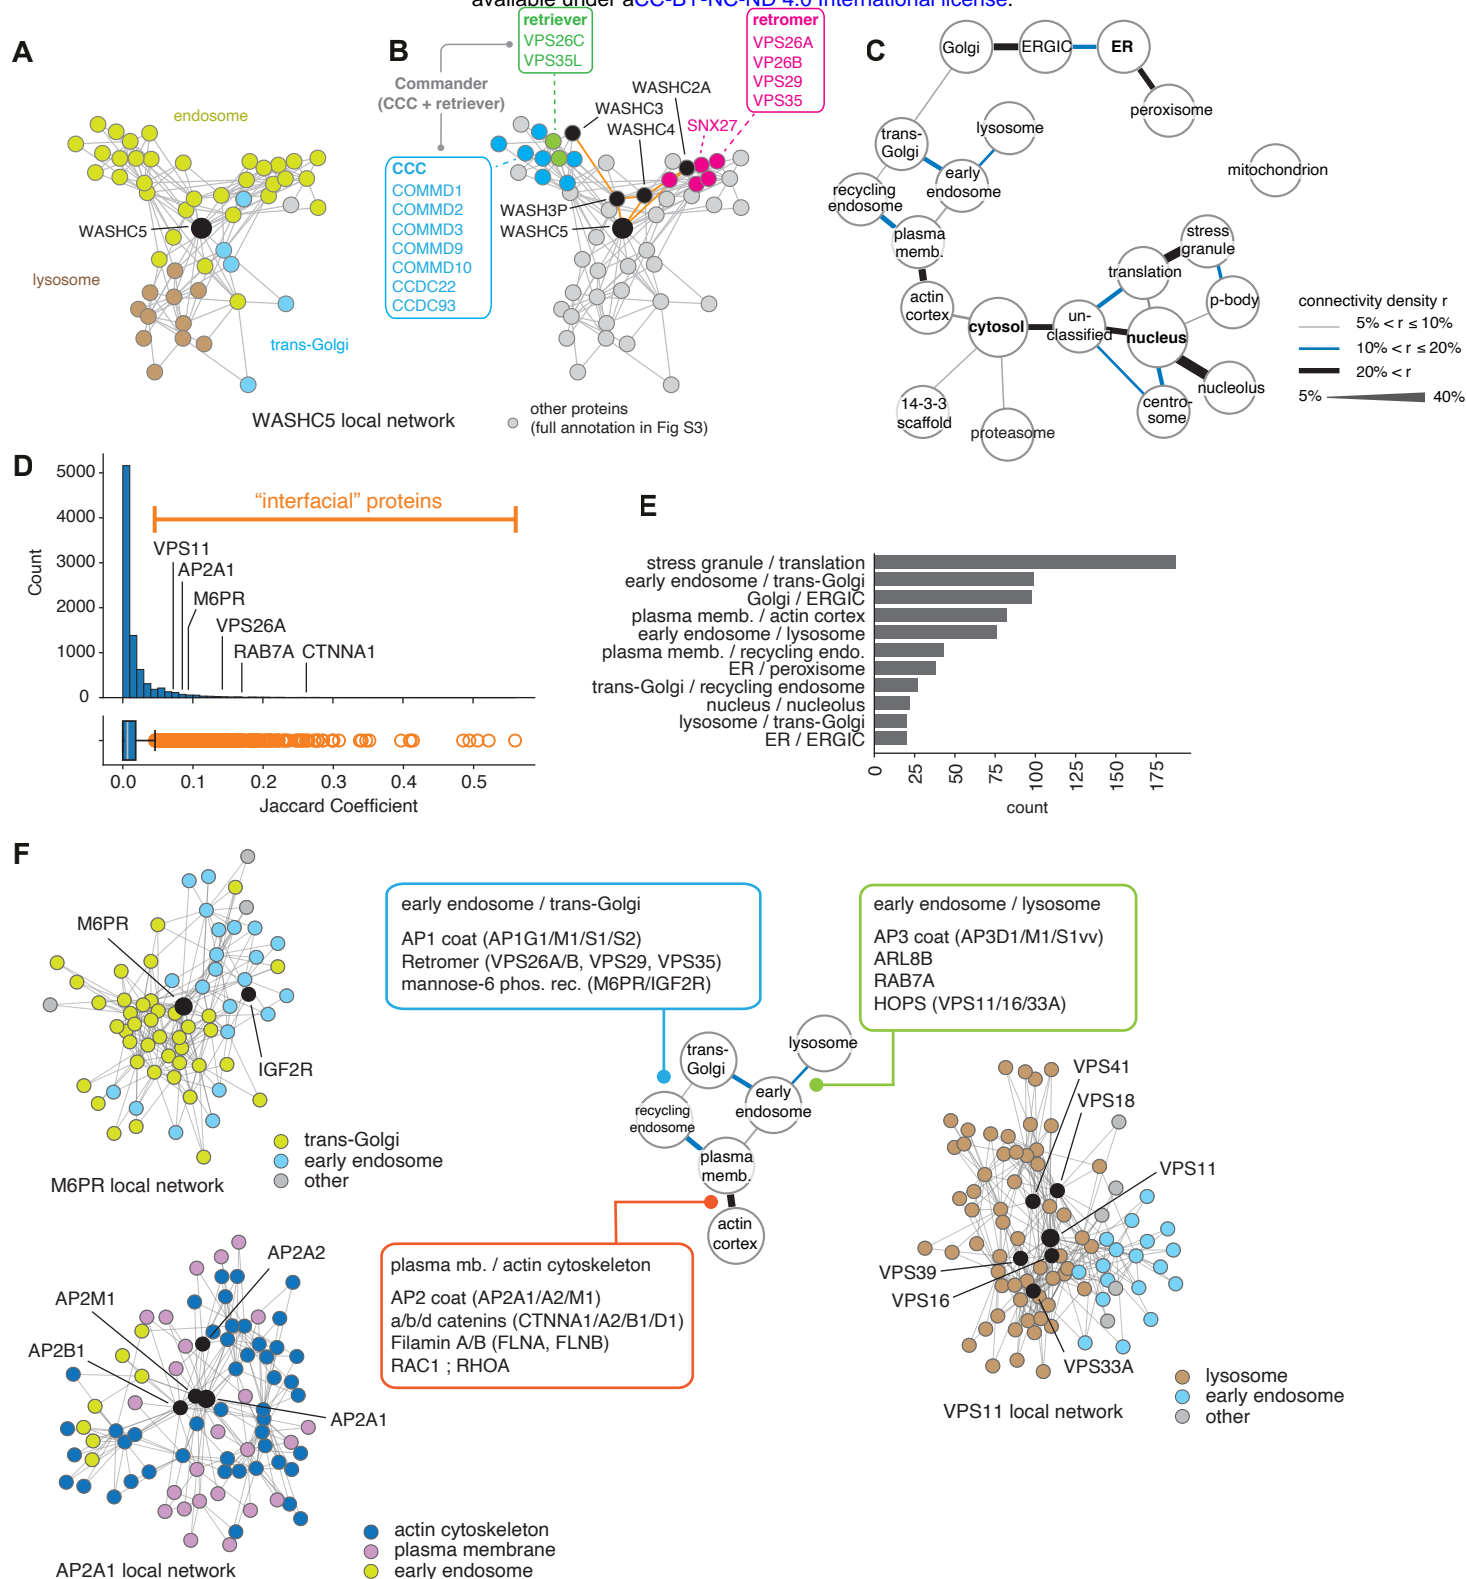 available under aCC-BY-NC-ND 4.0 International license.
A
endosome
WASHC5
lysosome
trans-Golgi
WASHC5 local network
B
retriever
VPS26C
VPS35L
Commander
(CCC + retriever)
retromer
VPS26A
VP26B
VPS29
VPS35
WASHC2A
WASHC3
WASHC4
SNX27
CCC
COMMD1
COMMD2
COMMD3
COMMD9
COMMD10
CCDC22
CCDC93
WASH3P
WASHC5
other proteins
(full annotation in Fig S3)
C
Golgi
ERGIC
ER
peroxisome
trans-
Golgi
lysosome
early
endosome
recycling
endosome
plasma
memb.
actin
cortex
mitochondrion
stress
granule
translation
p-body
cytosol
un-
classified
nucleus
nucleolus
centro-
some
14-3-3
scaffold
proteasome
connectivity density r
5% < r ≤ 10%
10% < r ≤ 20%
20% < r
5%
40%
D
5000
4000
3000
2000
1000
0
Count
“interfacial” proteins
VPS11
AP2A1
M6PR
VPS26A
RAB7A
CTNNA1
0.0
0.1
0.2
0.3
0.4
0.5
Jaccard Coefficient
E
stress granule / translation
early endosome / trans-Golgi
Golgi / ERGIC
plasma memb. / actin cortex
early endosome / lysosome
plasma memb. / recycling endo.
ER / peroxisome
trans-Golgi / recycling endosome
nucleus / nucleolus
lysosome / trans-Golgi
ER / ERGIC
0
25
50
75
100
125
150
175
count
F
M6PR
IGF2R
trans-Golgi
early endosome
other
M6PR local network
early endosome / trans-Golgi
AP1 coat (AP1G1/M1/S1/S2)
Retromer (VPS26A/B, VPS29, VPS35)
mannose-6 phos. rec. (M6PR/IGF2R)
early endosome / lysosome
AP3 coat (AP3D1/M1/S1vv)
ARL8B
RAB7A
HOPS (VPS11/16/33A)
trans-
Golgi
lysosome
early
endosome
recycling
endosome
plasma
memb.
actin
cortex
plasma mb. / actin cytoskeleton
AP2 coat (AP2A1/A2/M1)
a/b/d catenins (CTNNA1/A2/B1/D1)
Filamin A/B (FLNA, FLNB)
RAC1 ; RHOA
VPS41
VPS18
VPS11
VPS39
VPS16
VPS33A
VPS11 local network
lysosome
early endosome
other
AP2A2
AP2M1
AP2B1
AP2A1
actin cytoskeleton
plasma membrane
early endosome
AP2A1 local network